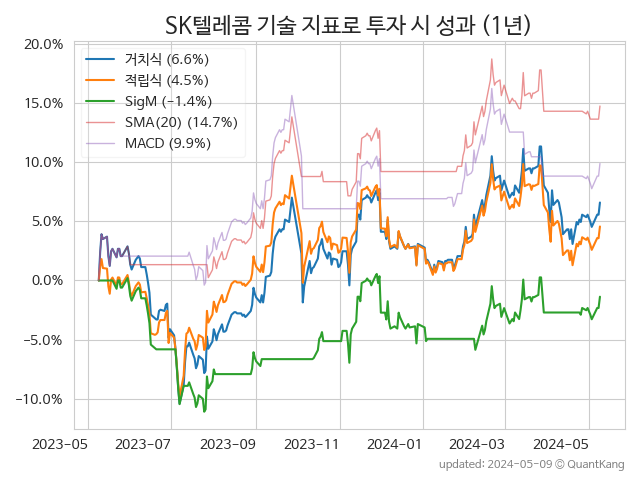 SK텔레콤 기술 지표로 투자 시 성과 (1년)
20.0%
15.0%
10.0%
5.0%
0.0%
−5.0%
−10.0%
거치식 (6.6%)
적립식 (4.5%)
SigM (−1.4%)
SMA(20) (14.7%)
MACD (9.9%)
2023-05 2023-07 2023-09 2023-11 2024-01 2024-03 2024-05
updated: 2024-05-09 © QuantKang